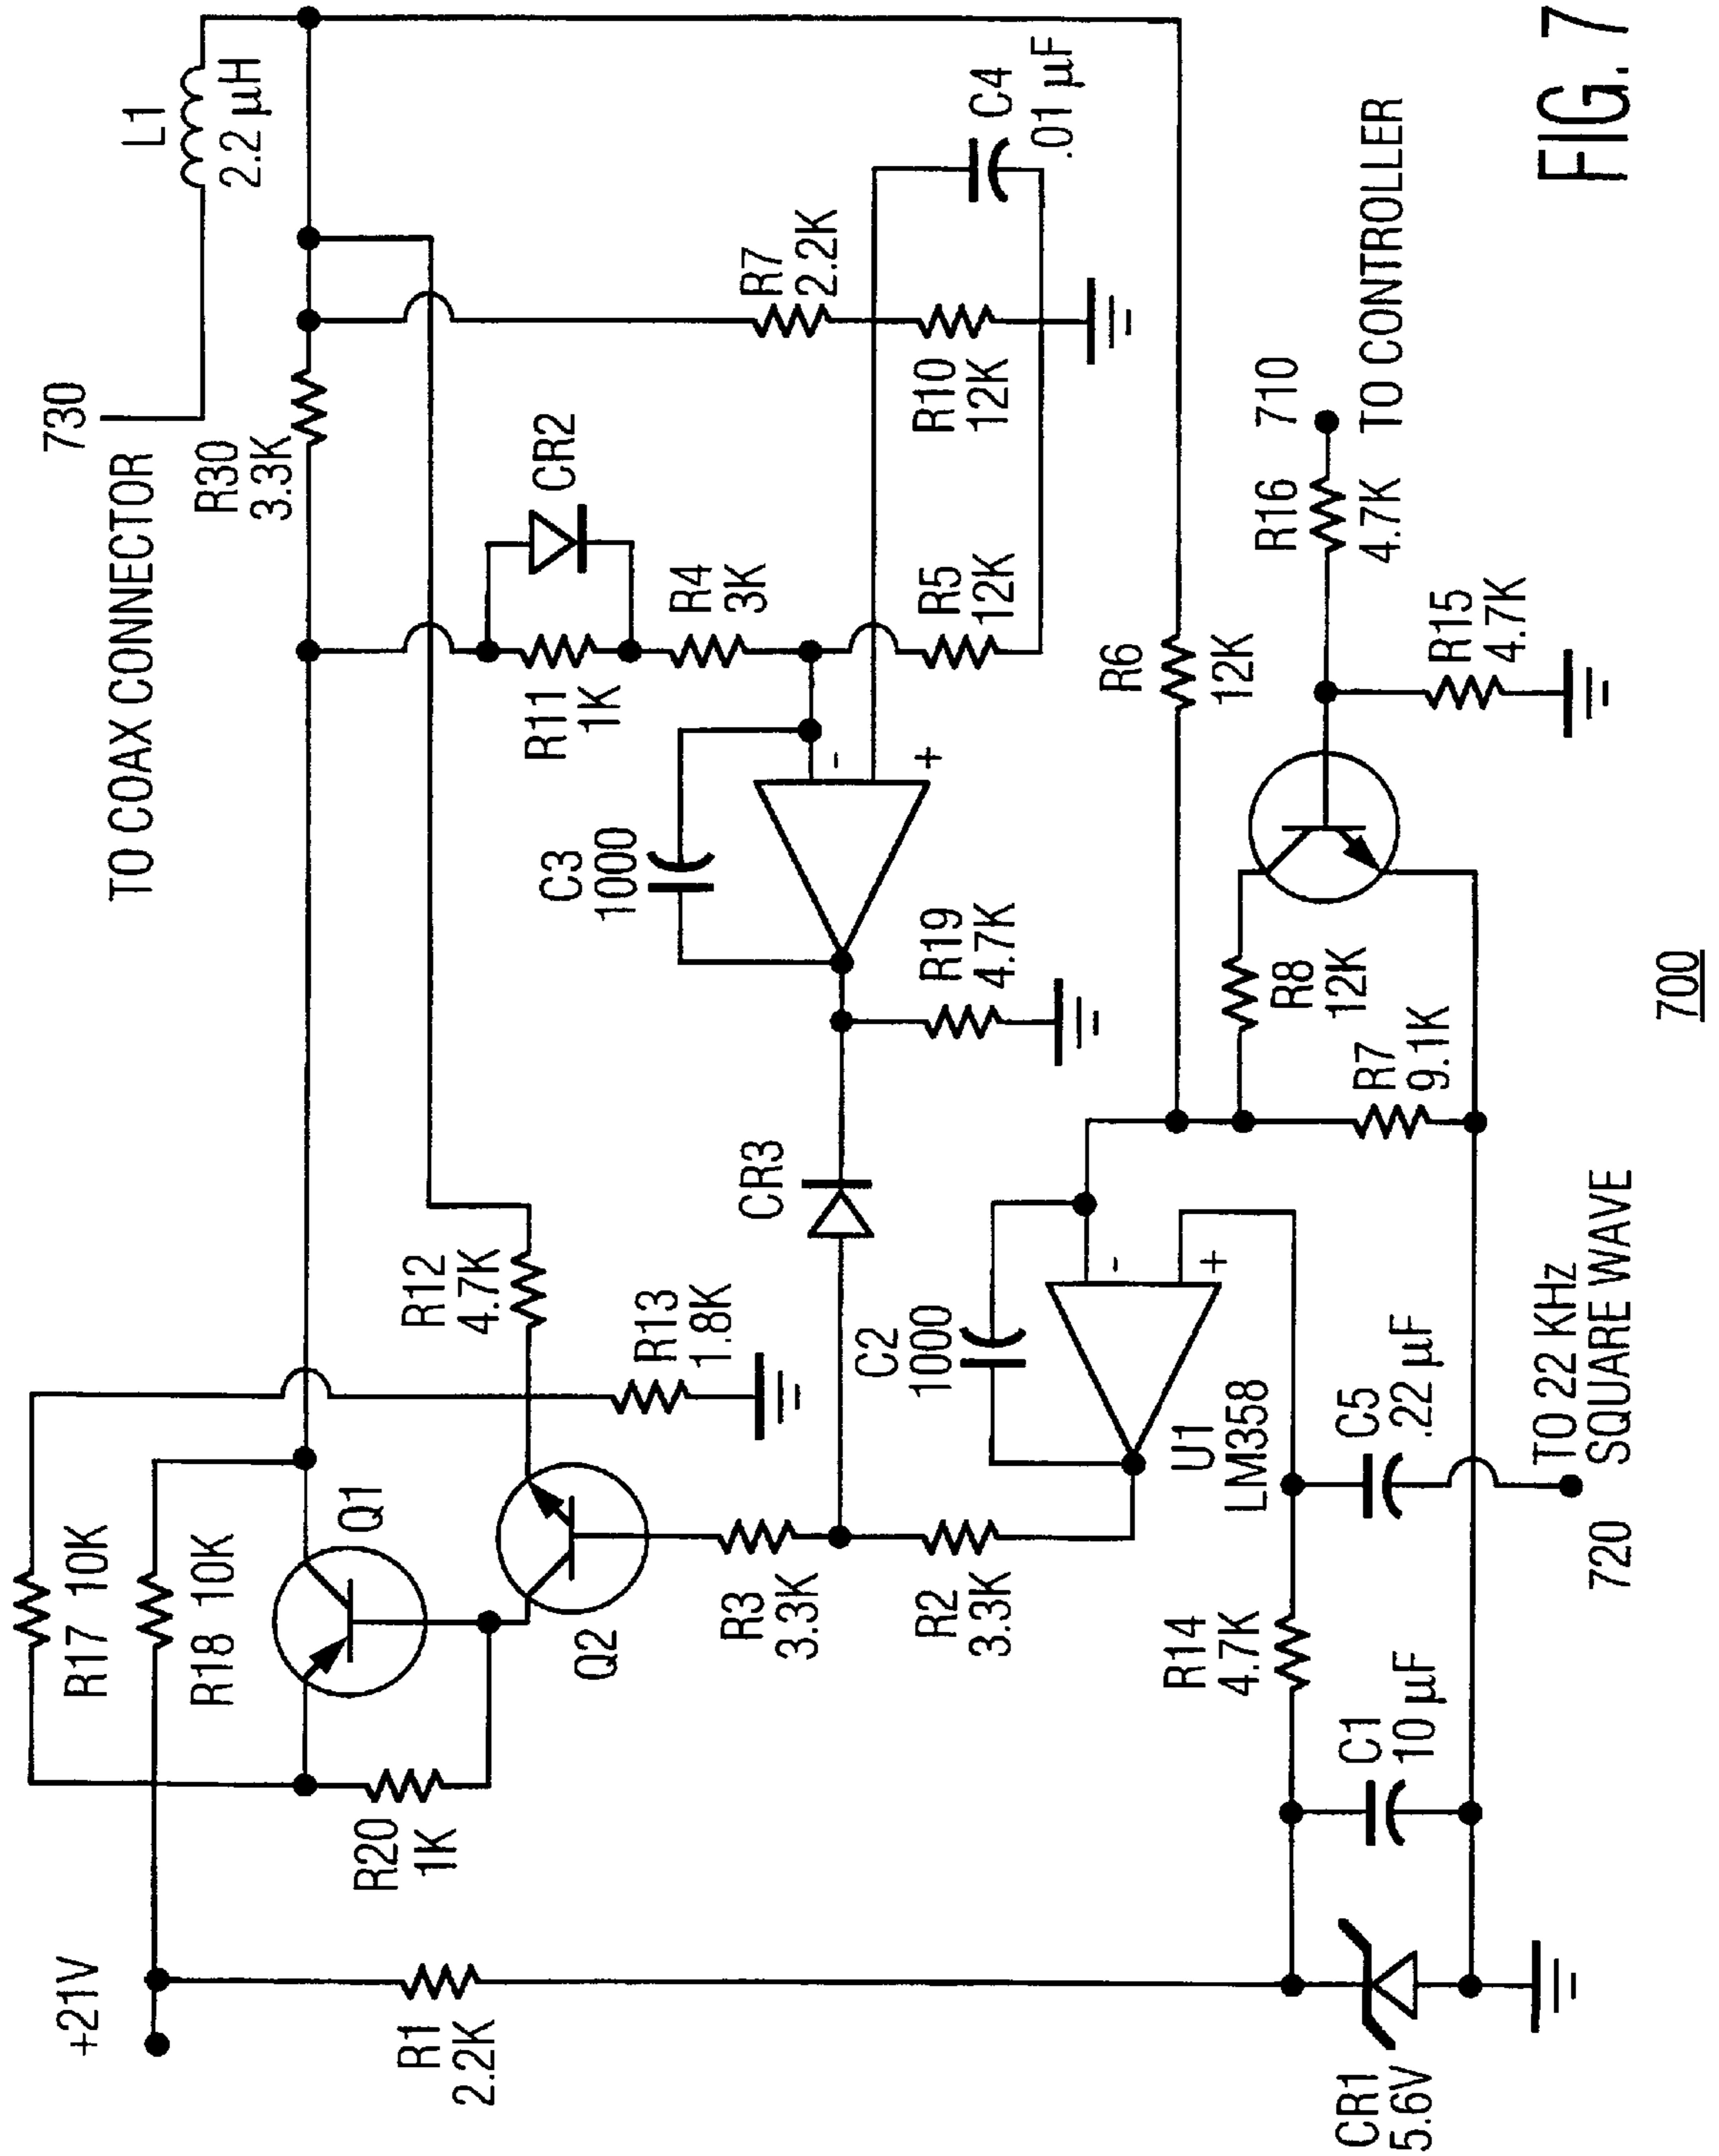 +21V
R17 10K
R18 10K
R20
1K
Q1
R1
2.2K
Q2
R12
4.7K
R13
1.8K
TO COAX CONNECTOR
730
L1
2.2 µH
R30
3.3K
CR2
R11
1K
R4
3K
R7
2.2K
R10
12K
R5
12K
C4
.01 µF
C3
1000
-
+
R19
4.7K
CR3
R3
3.3K
R2
3.3K
C2
1000
-
+
U1
LM358
R6
12K
R8
12K
R7
9.1K
R16
4.7K
710
TO CONTROLLER
R15
4.7K
R14
4.7K
C1
10 µF
C5
.22 µF
CR1
5.6V
720
TO 22 KHz
SQUARE WAVE
700
FIG. 7